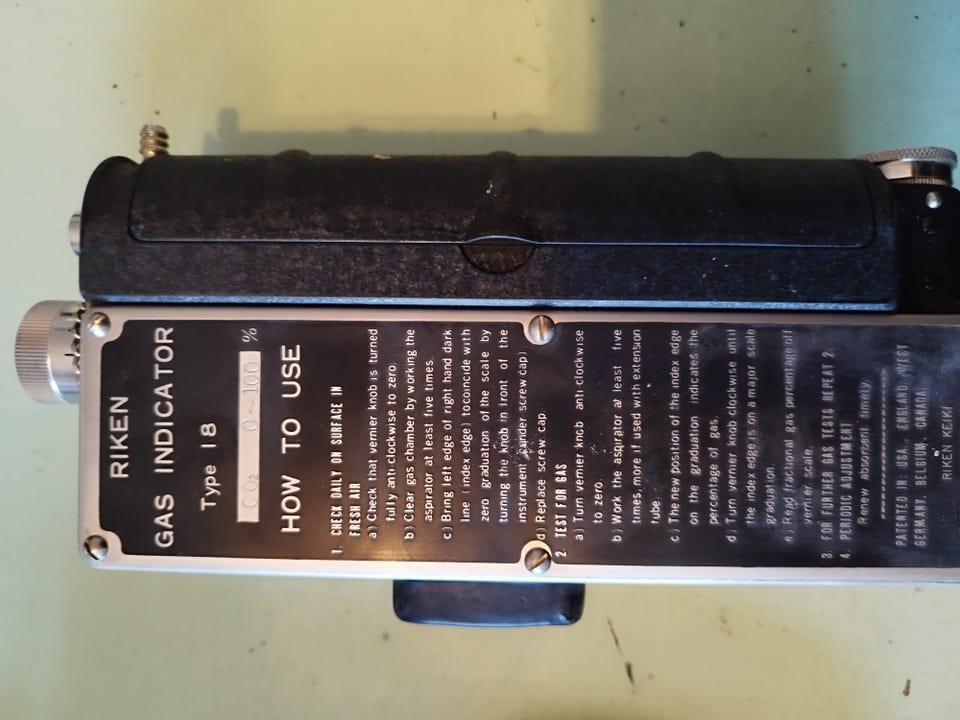 RIKEN
GAS INDICATOR
Type 18
CO₂ 0~100 %
HOW TO USE
1. CHECK DAILY ON SURFACE IN
FRESH AIR
a) Check that vernier knob is turned
fully anti-clockwise to zero.
b) Clear gas chamber by working the
aspirator at least five times.
c) Bring left edge of right hand dark
line (index edge) to coincide with
zero graduation of the scale by
turning the knob in front of the
instrument (under screw cap)
d) Replace screw cap
2. TEST FOR GAS
a) Turn vernier knob anti-clockwise
to zero.
b) Work the aspirator at least five
times, more if used with extension
tube.
c) The new position of the index edge
on the graduation indicates the
percentage of gas.
d) Turn vernier knob clockwise until
the index edge is on a major scale
graduation.
e) Read fractional gas percentage off
vernier scale.
3. FOR FURTHER GAS TESTS REPEAT 2.
4. PERIODIC ADJUSTMENT
Renew absorbent timely.
PATENTED IN USA, ENGLAND, WEST
GERMANY, BELGIUM, CANADA
RIKEN KEIKI